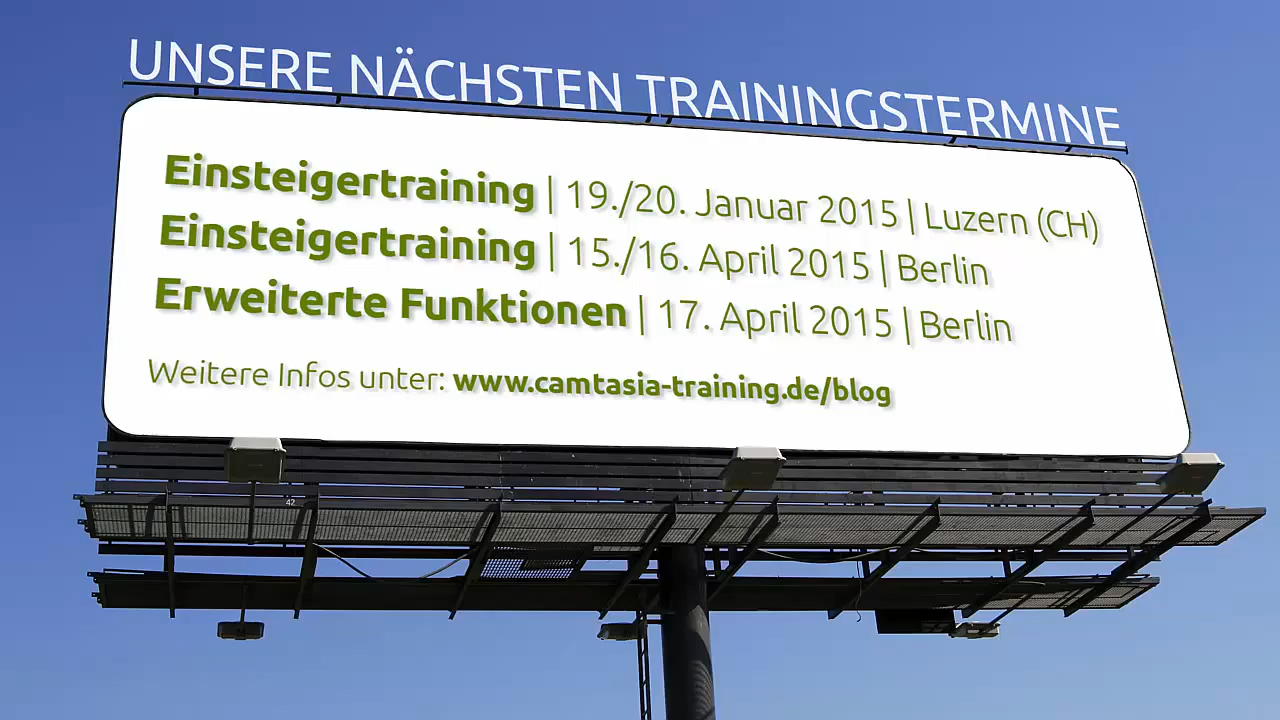 UNSERE NÄCHSTEN TRAININGSTERMINE
Einsteigertraining | 19./20. Januar 2015 | Luzern (CH)
Einsteigertraining | 15./16. April 2015 | Berlin
Erweiterte Funktionen | 17. April 2015 | Berlin
Weitere Infos unter: www.camtasia-training.de/blog
42